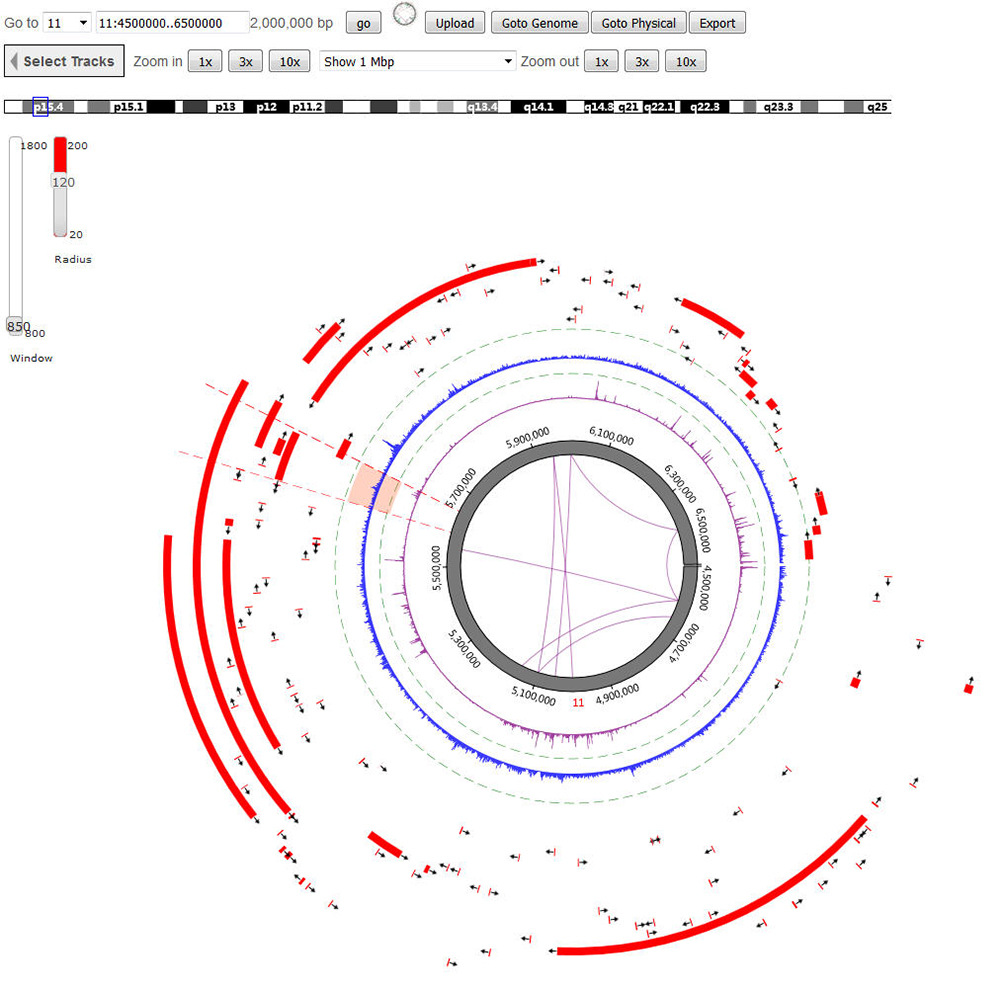 Go to 11 11:4500000..6500000 2,000,000 bp go Upload Goto Genome Goto Physical Export
Select Tracks Zoom in 1x 3x 10x Show 1 Mbp Zoom out 1x 3x 10x
p15.4 p15.1 p13 p12 p11.2 q13.4 q14.1 q14.3 q21 q22.1 q22.3 q23.3 q25
1800 200
120
20
Radius
850 800
Window
5,900,000 6,100,000
5,700,000 6,300,000
6,500,000
5,500,000 4,500,000
5,300,000 4,700,000
5,100,000 11 4,900,000